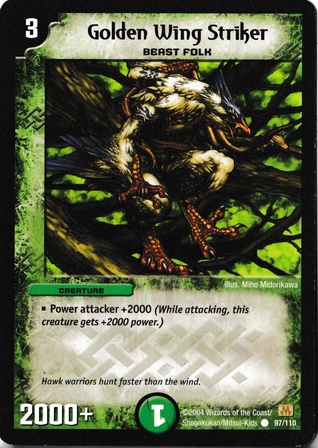 3
Golden Wing Striker
BEAST FOLK
illus. Miho Midorikawa
CREATURE
▪ Power attacker +2000 (While attacking, this
creature gets +2000 power.)
Hawk warriors hunt faster than the wind.
2000+
1
©2004 Wizards of the Coast/
Shogakukan/Mitsui-Kids ● 97/110